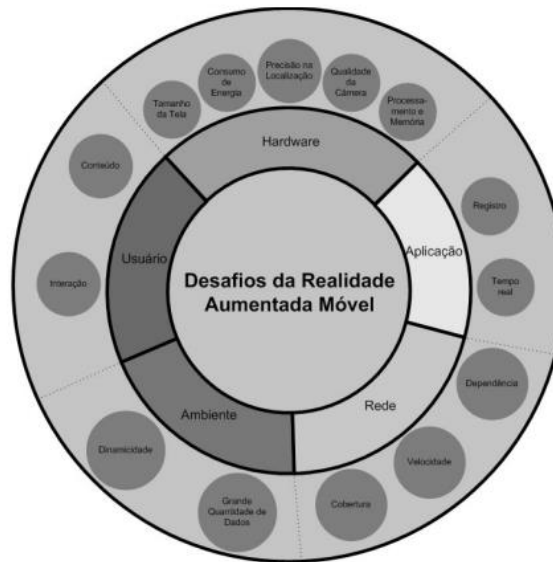 Precisão na
Localização
Consumo
de
Energia
Qualidade
da
Câmera
Tamanho
da Tela
Processa-
mento e
Memória
Hardware
Conteúdo
Registro
Usuário
Aplicação
Interação
Desafios da Realidade
Aumentada Móvel
Tempo
real
Dependência
Ambiente
Rede
Dinamicidade
Velocidade
Grande
Quantidade de
Dados
Cobertura